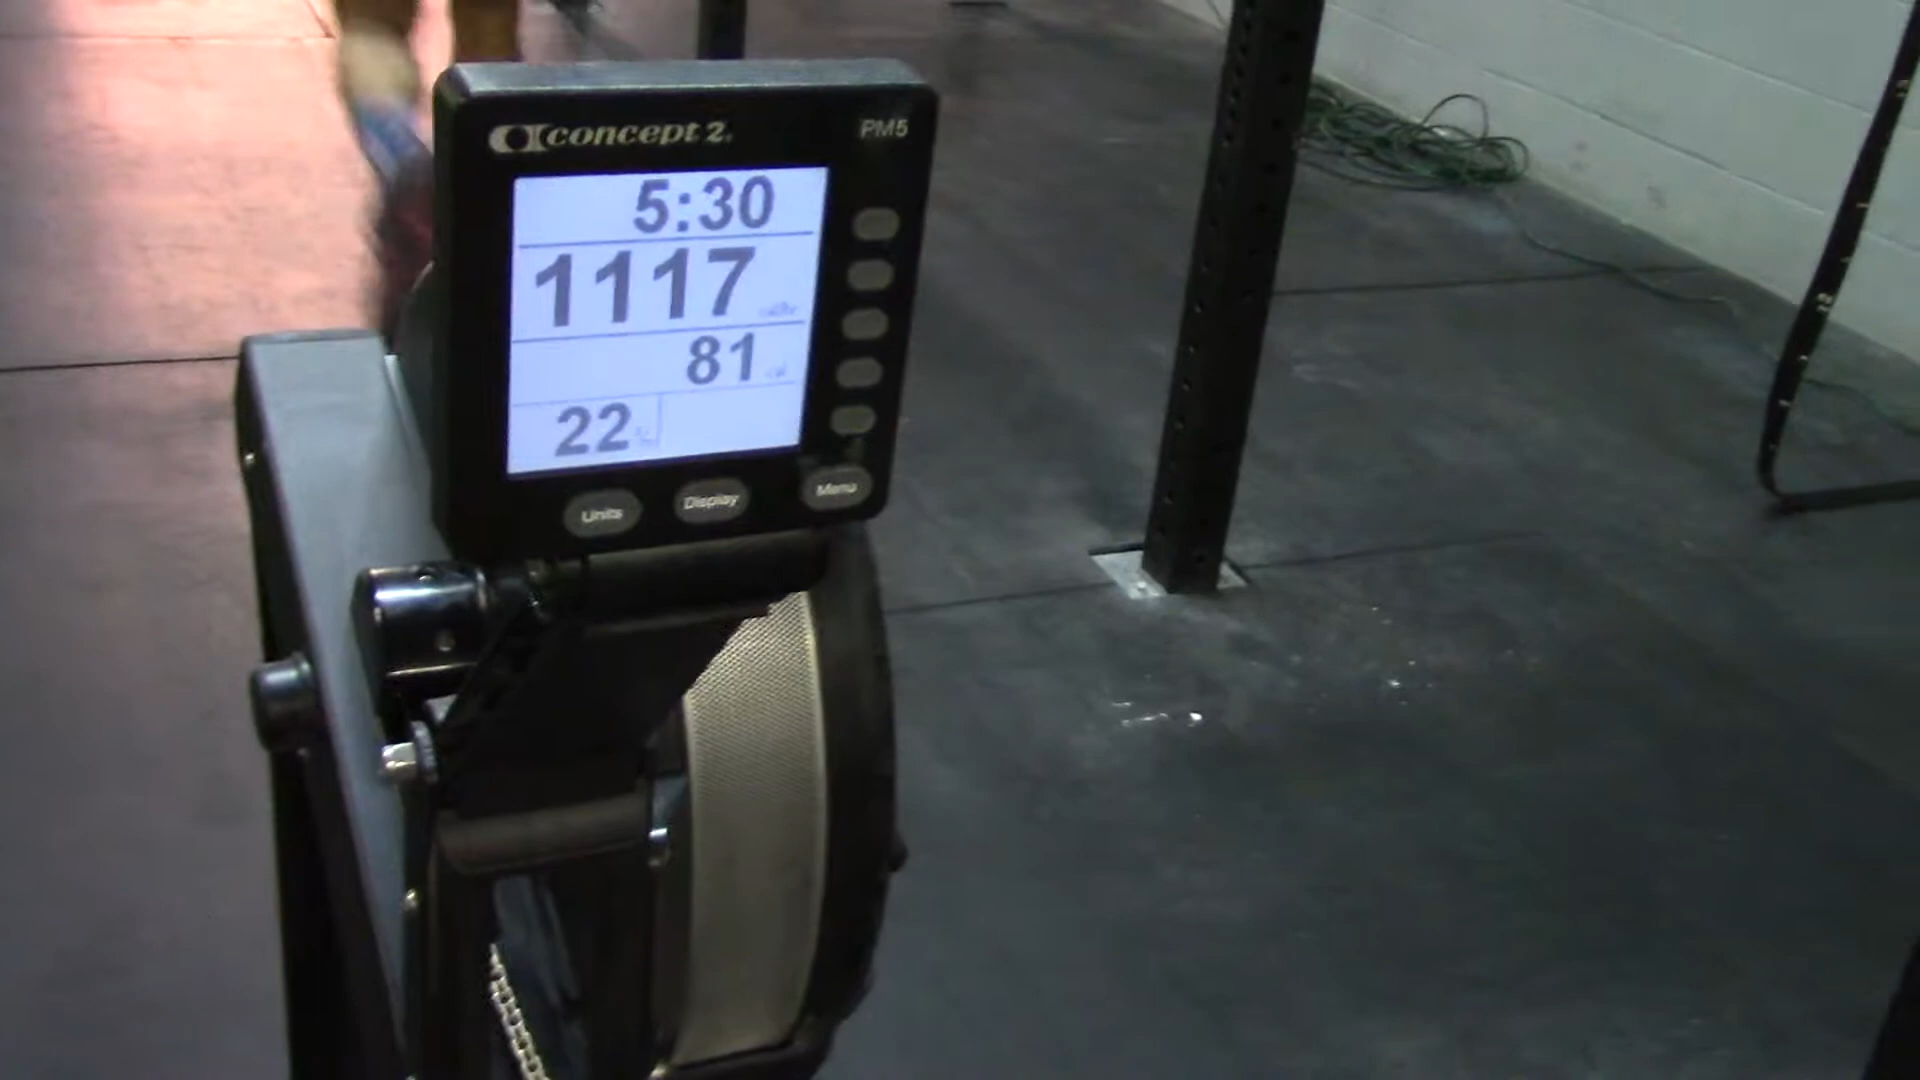 concept 2.
PM5
5:30
1117
81
22
Units
Display
Menu